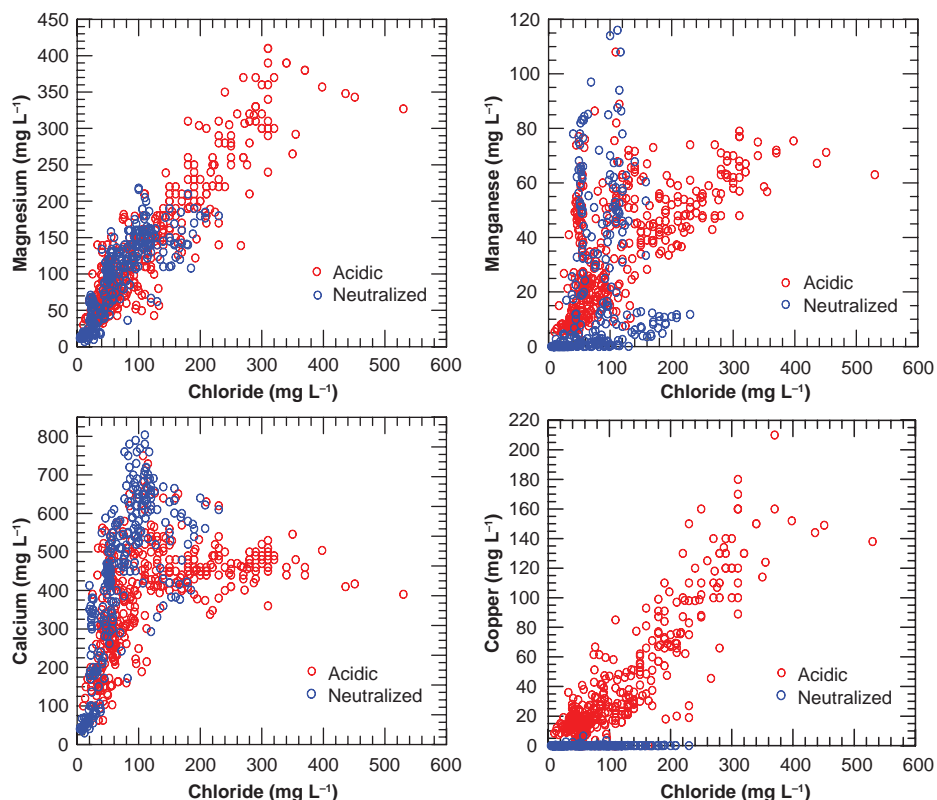 450
400
350
300
250
200
150
100
50
0
Magnesium (mg L⁻¹)
Acidic
Neutralized
0 100 200 300 400 500 600
Chloride (mg L⁻¹)
140
120
100
80
60
40
20
0
Manganese (mg L⁻¹)
Acidic
Neutralized
0 100 200 300 400 500 600
Chloride (mg L⁻¹)
800
700
600
500
400
300
200
100
0
Calcium (mg L⁻¹)
Acidic
Neutralized
0 100 200 300 400 500 600
Chloride (mg L⁻¹)
220
200
180
160
140
120
100
80
60
40
20
0
Copper (mg L⁻¹)
Acidic
Neutralized
0 100 200 300 400 500 600
Chloride (mg L⁻¹)